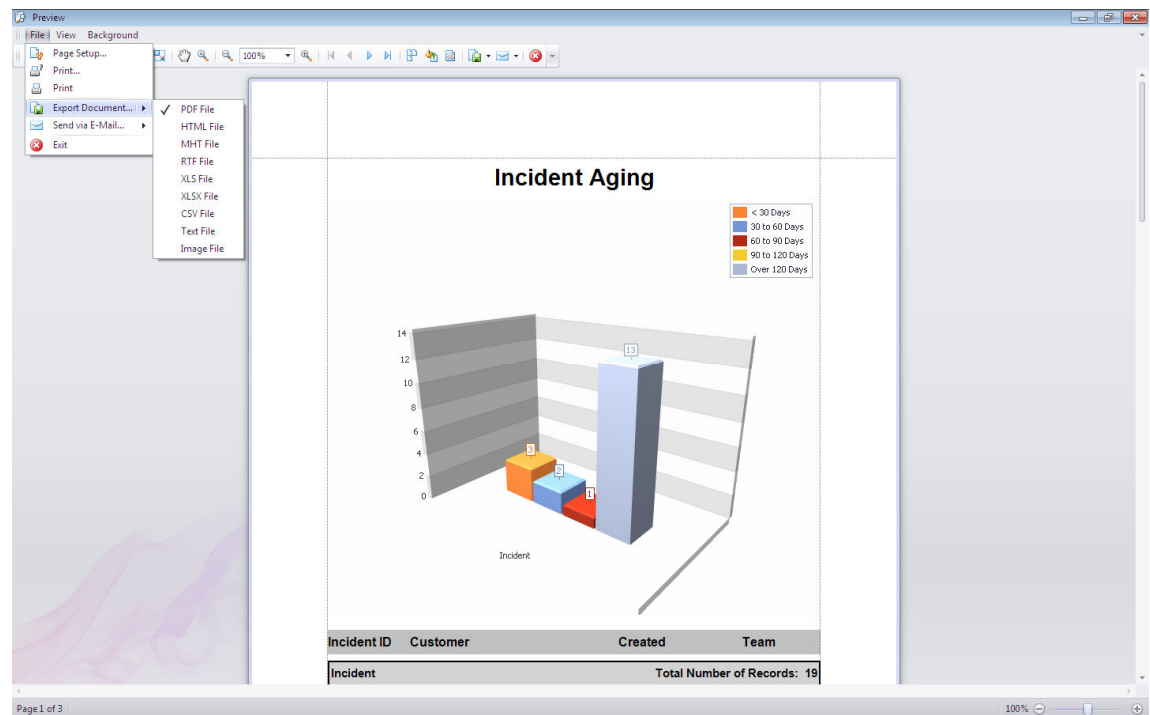 Preview
File View Background
100%
Page Setup...
Print...
Print
Export Document...
Send via E-Mail...
Exit
PDF File
HTML File
MHT File
RTF File
XLS File
XLSX File
CSV File
Text File
Image File
Incident Aging
< 30 Days
30 to 60 Days
60 to 90 Days
90 to 120 Days
Over 120 Days
14
12
10
8
6
4
2
0
3
2
1
13
Incident
Incident ID Customer Created Team
Incident Total Number of Records: 19
Page 1 of 3 100%